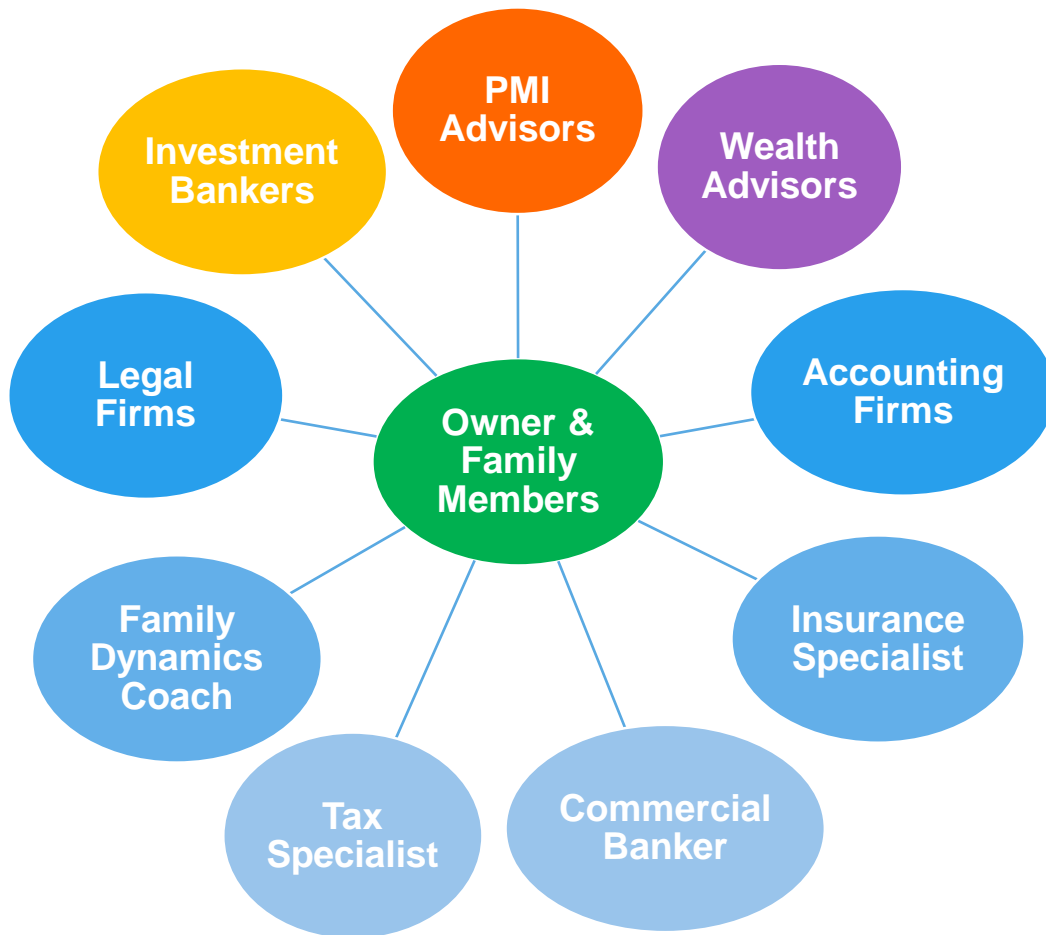 PMI
Advisors
Investment
Bankers
Wealth
Advisors
Legal
Firms
Accounting
Firms
Owner &
Family
Members
Family
Dynamics
Coach
Insurance
Specialist
Tax
Specialist
Commercial
Banker